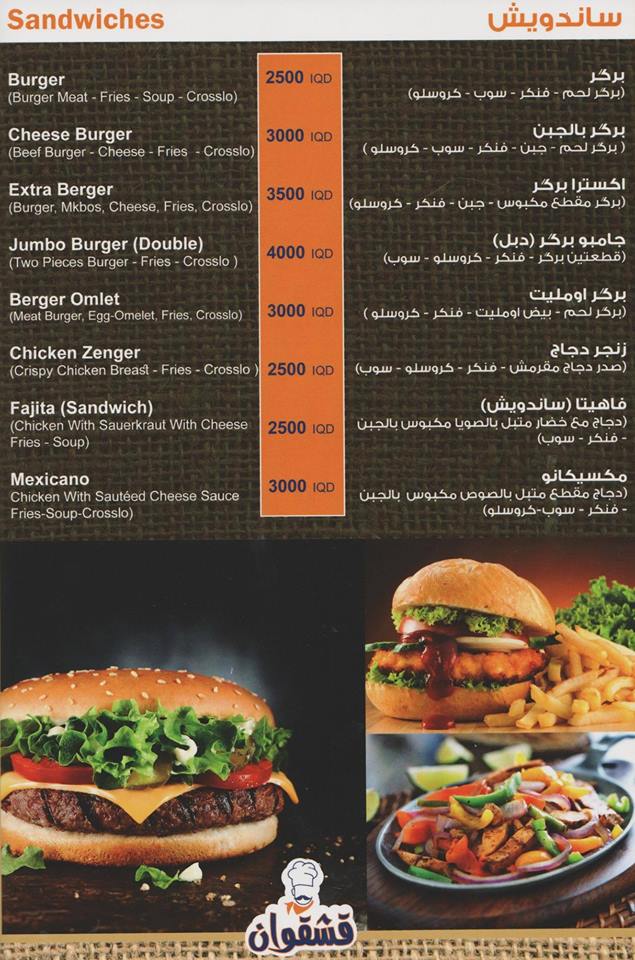 Sandwiches
ساندويش
Burger
(Burger Meat - Fries - Soup - Crosslo)
2500 IQD
برگر
(برگر لحم - فنكر - سوب - كروسلو)
Cheese Burger
(Beef Burger - Cheese - Fries - Crosslo)
3000 IQD
برگر بالجبن
( برگر لحم - جبن - فنكر - سوب - كروسلو )
Extra Berger
(Burger, Mkbos, Cheese, Fries, Crosslo)
3500 IQD
اكسترا برگر
(برگر مقطع مكبوس - جبن - فنكر - كروسلو)
Jumbo Burger (Double)
(Two Pieces Burger - Fries - Crosslo )
4000 IQD
جامبو برگر (دبل)
(قطعتين برگر - فنكر - كروسلو - سوب)
Berger Omlet
(Meat Burger, Egg-Omelet, Fries, Crosslo)
3000 IQD
برگر اومليت
(برگر لحم - بيض اومليت - فنكر - كروسلو )
Chicken Zenger
(Crispy Chicken Breast - Fries - Crosslo )
2500 IQD
زنجر دجاج
(صدر دجاج مقرمش - فنكر - كروسلو - سوب)
Fajita (Sandwich)
(Chicken With Sauerkraut With Cheese
Fries - Soup)
2500 IQD
فاهيتا (ساندويش)
(دجاج مع خضار متبل بالصويا مكبوس بالجبن
- فنكر - سوب)
Mexicano
Chicken With Sautéed Cheese Sauce
Fries-Soup-Crosslo)
3000 IQD
مكسيكانو
(دجاج مقطع متبل بالصوص مكبوس بالجبن
- فنكر - سوب-كروسلو)
قشقوان